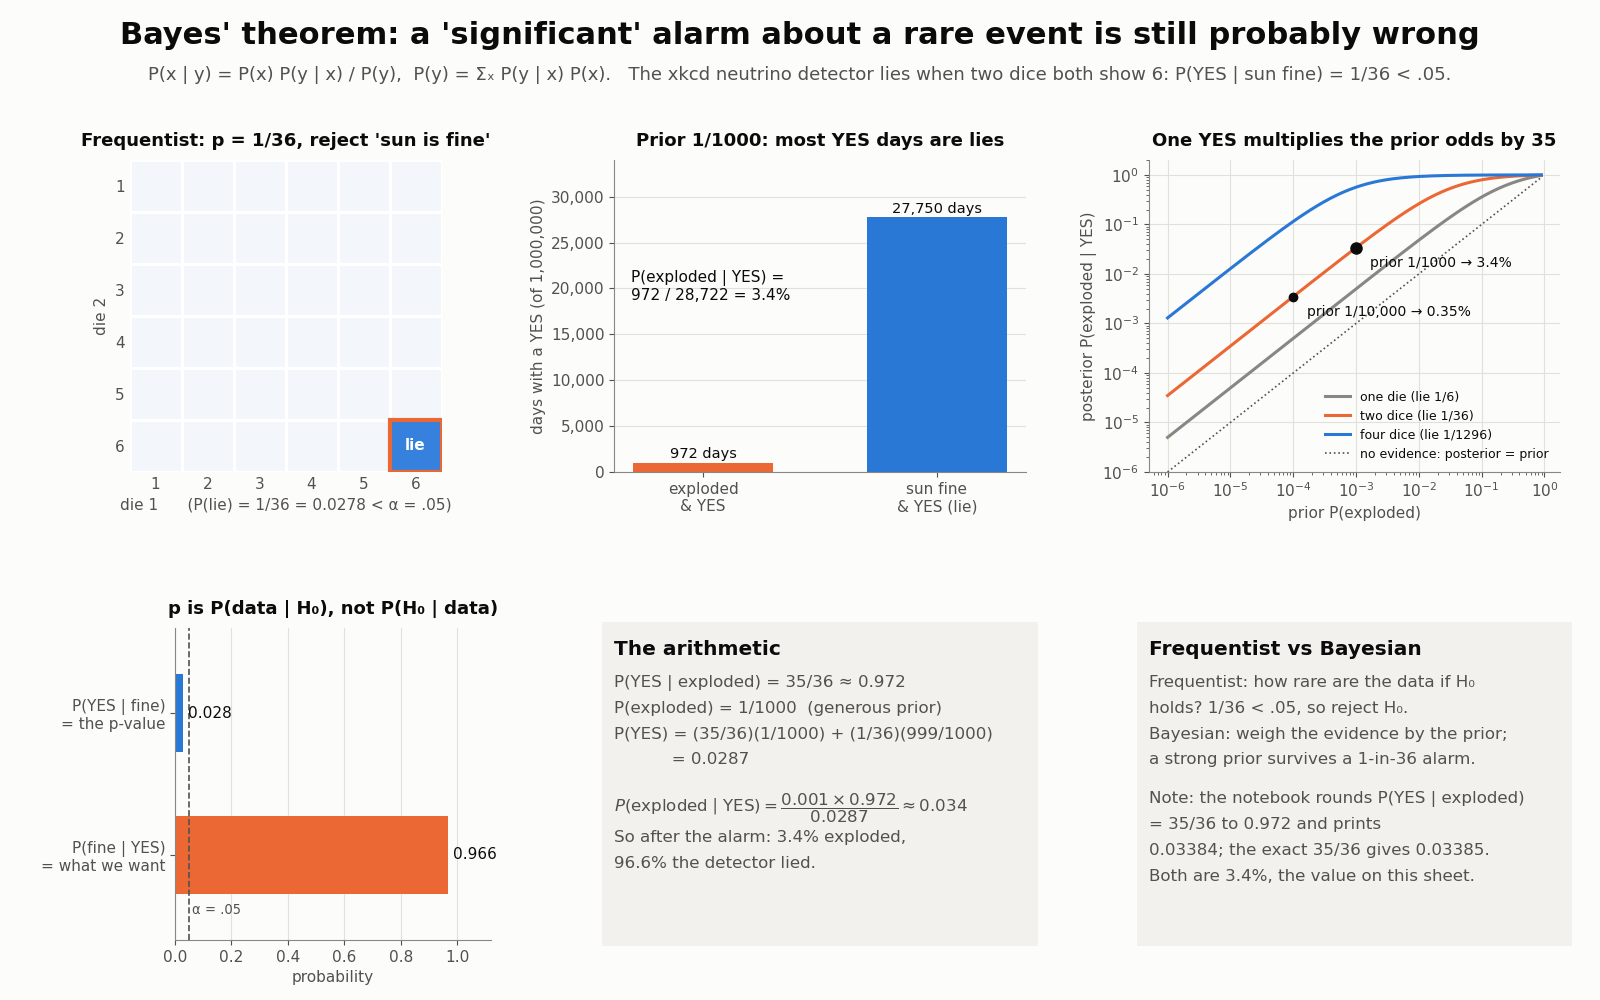 Bayes' theorem: a 'significant' alarm about a rare event is still probably wrong
P(x | y) = P(x) P(y | x) / P(y),  P(y) = Σₓ P(y | x) P(x).   The xkcd neutrino detector lies when two dice both show 6: P(YES | sun fine) = 1/36 < .05.
Frequentist: p = 1/36, reject 'sun is fine'
die 2
1
2
3
4
5
6
lie
1 2 3 4 5 6
die 1      (P(lie) = 1/36 = 0.0278 < α = .05)
Prior 1/1000: most YES days are lies
days with a YES (of 1,000,000)
30,000
25,000
20,000
15,000
10,000
5,000
0
27,750 days
P(exploded | YES) =
972 / 28,722 = 3.4%
972 days
exploded
& YES
sun fine
& YES (lie)
One YES multiplies the prior odds by 35
posterior P(exploded | YES)
10⁰
10⁻¹
10⁻²
10⁻³
10⁻⁴
10⁻⁵
10⁻⁶
prior 1/1000 → 3.4%
prior 1/10,000 → 0.35%
one die (lie 1/6)
two dice (lie 1/36)
four dice (lie 1/1296)
no evidence: posterior = prior
10⁻⁶ 10⁻⁵ 10⁻⁴ 10⁻³ 10⁻² 10⁻¹ 10⁰
prior P(exploded)
p is P(data | H₀), not P(H₀ | data)
P(YES | fine)
= the p-value
0.028
P(fine | YES)
= what we want
0.966
α = .05
0.0 0.2 0.4 0.6 0.8 1.0
probability
The arithmetic
P(YES | exploded) = 35/36 ≈ 0.972
P(exploded) = 1/1000  (generous prior)
P(YES) = (35/36)(1/1000) + (1/36)(999/1000)
= 0.0287
P(exploded | YES) = 0.001 × 0.972 / 0.0287 ≈ 0.034
So after the alarm: 3.4% exploded,
96.6% the detector lied.
Frequentist vs Bayesian
Frequentist: how rare are the data if H₀
holds? 1/36 < .05, so reject H₀.
Bayesian: weigh the evidence by the prior;
a strong prior survives a 1-in-36 alarm.
Note: the notebook rounds P(YES | exploded)
= 35/36 to 0.972 and prints
0.03384; the exact 35/36 gives 0.03385.
Both are 3.4%, the value on this sheet.